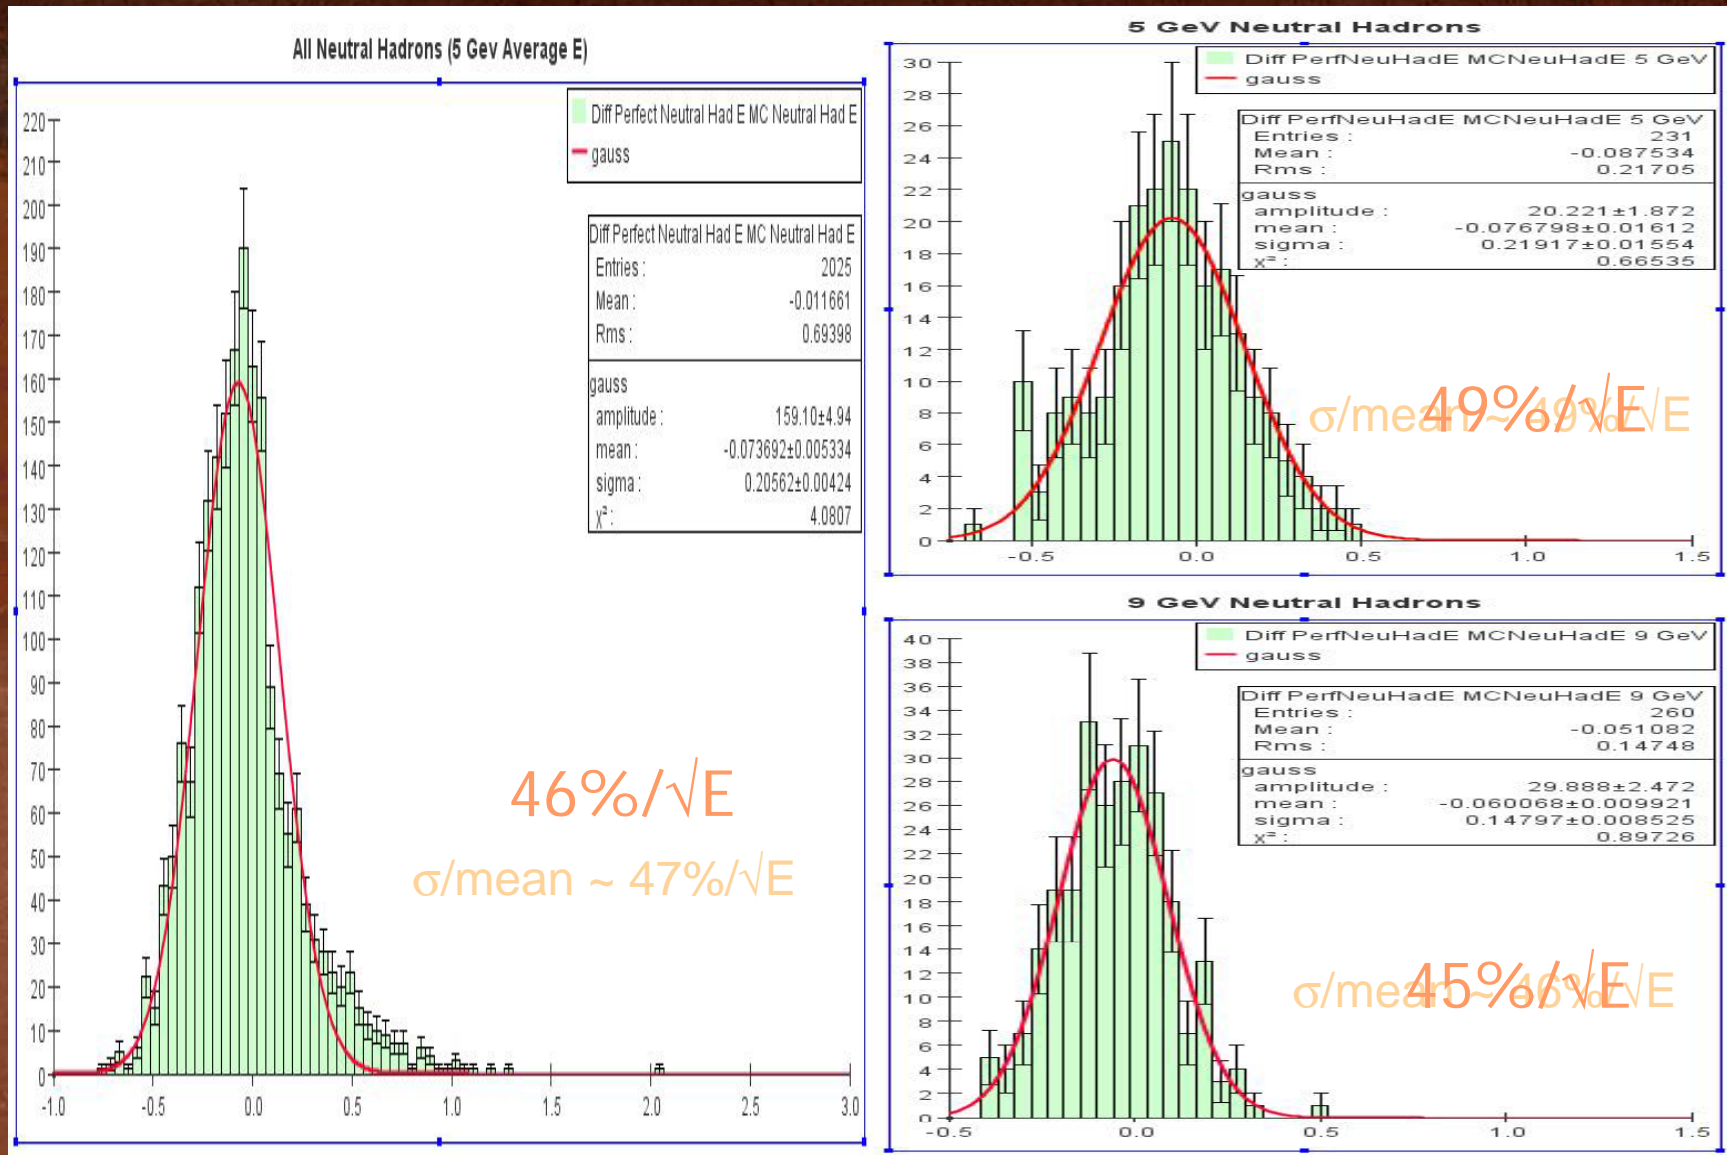 All Neutral Hadrons (5 Gev Average E)
Diff Perfect Neutral Had E MC Neutral Had E
gauss
Diff Perfect Neutral Had E MC Neutral Had E
Entries : 2025
Mean : -0.011661
Rms : 0.69398
gauss
amplitude : 159.10±4.94
mean : -0.073692±0.005334
sigma : 0.20562±0.00424
χ² : 4.0807
220
210
200
190
180
170
160
150
140
130
120
110
100
90
80
70
60
50
40
30
20
10
0
-1.0 -0.5 0.0 0.5 1.0 1.5 2.0 2.5 3.0
46%/√E
σ/mean ~ 47%/√E
5 GeV Neutral Hadrons
Diff PerfNeuHadE MCNeuHadE 5 GeV
gauss
Diff PerfNeuHadE MCNeuHadE 5 GeV
Entries : 231
Mean : -0.087534
Rms : 0.21705
gauss
amplitude : 20.221±1.872
mean : -0.076798±0.01612
sigma : 0.21917±0.01554
χ² : 0.66535
30
28
26
24
22
20
18
16
14
12
10
8
6
4
2
0
-0.5 0.0 0.5 1.0 1.5
σ/mean ~ 49%/√E
49%/√E
9 GeV Neutral Hadrons
Diff PerfNeuHadE MCNeuHadE 9 GeV
gauss
Diff PerfNeuHadE MCNeuHadE 9 GeV
Entries : 260
Mean : -0.051082
Rms : 0.14748
gauss
amplitude : 29.888±2.472
mean : -0.060068±0.009921
sigma : 0.14797±0.008525
χ² : 0.89726
40
38
36
34
32
30
28
26
24
22
20
18
16
14
12
10
8
6
4
2
0
-0.5 0.0 0.5 1.0 1.5
σ/mean ~ 46%/√E
45%/√E